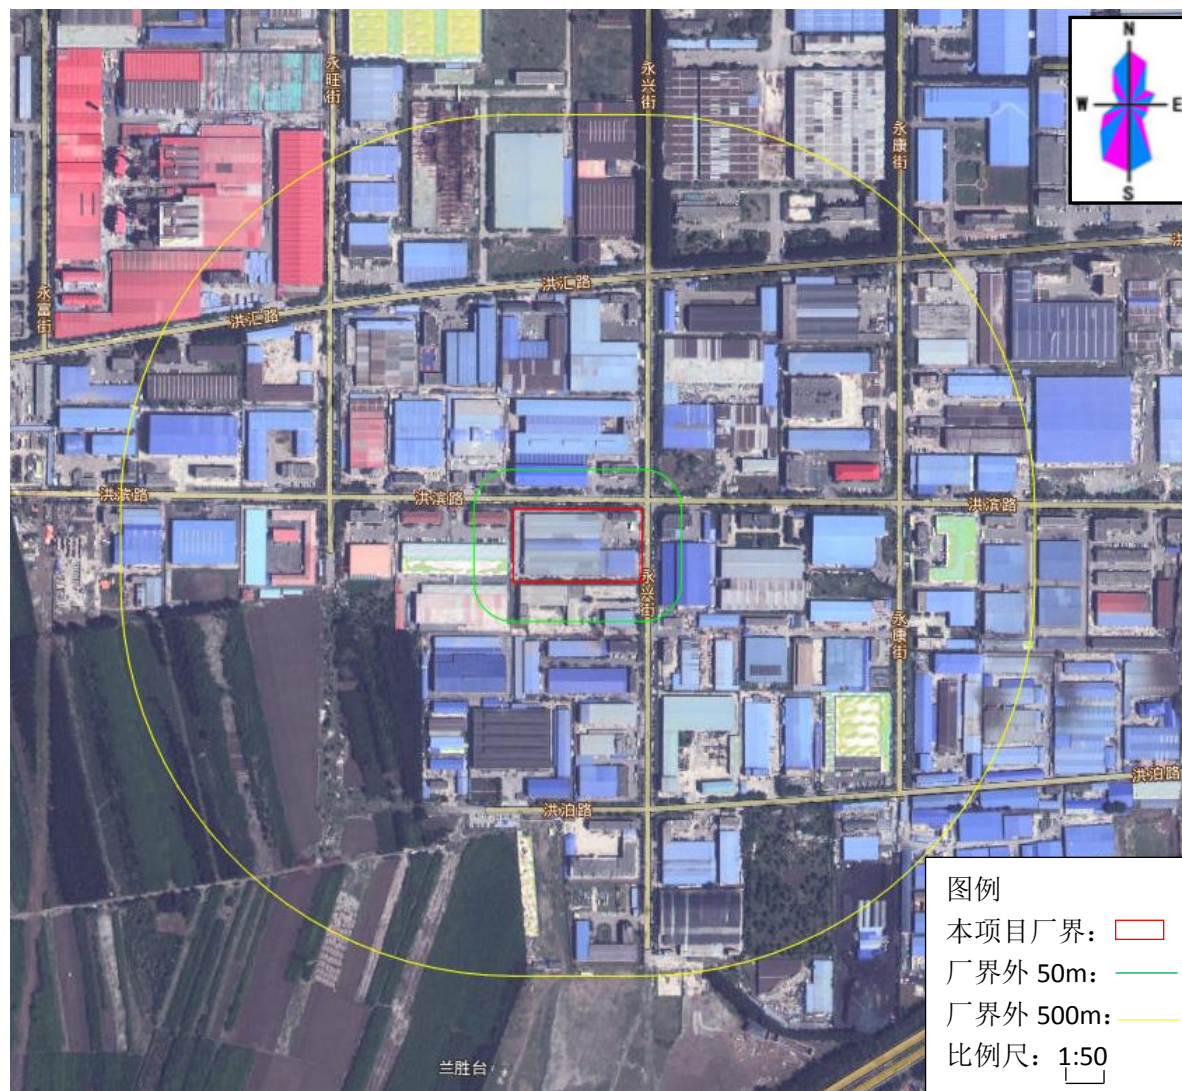 N
W
E
S
永旺街
永兴街
永康街
洪
永富街
洪汇路
洪汇路
洪滨路
洪滨路
洪滨路
永兴街
永康街
洪泊路
洪泊路
兰胜台
图例
本项目厂界：
厂界外 50m：
厂界外 500m：
比例尺：1:50